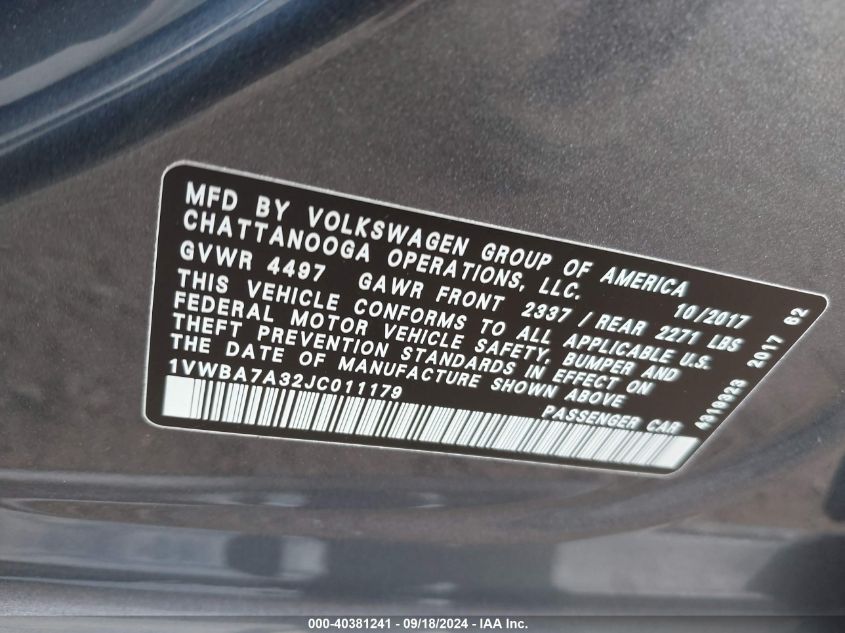 MFD BY VOLKSWAGEN GROUP OF AMERICA
CHATTANOOGA OPERATIONS, LLC.
10/2017
GVWR 4497 GAWR FRONT 2337 / REAR 2271 LBS
THIS VEHICLE CONFORMS TO ALL APPLICABLE U.S.
FEDERAL MOTOR VEHICLE SAFETY, BUMPER AND
THEFT PREVENTION STANDARDS IN EFFECT ON
THE DATE OF MANUFACTURE SHOWN ABOVE
1VWBA7A32JC011179
PASSENGER CAR
4310323 2017 62
000-40381241 - 09/18/2024 - IAA Inc.